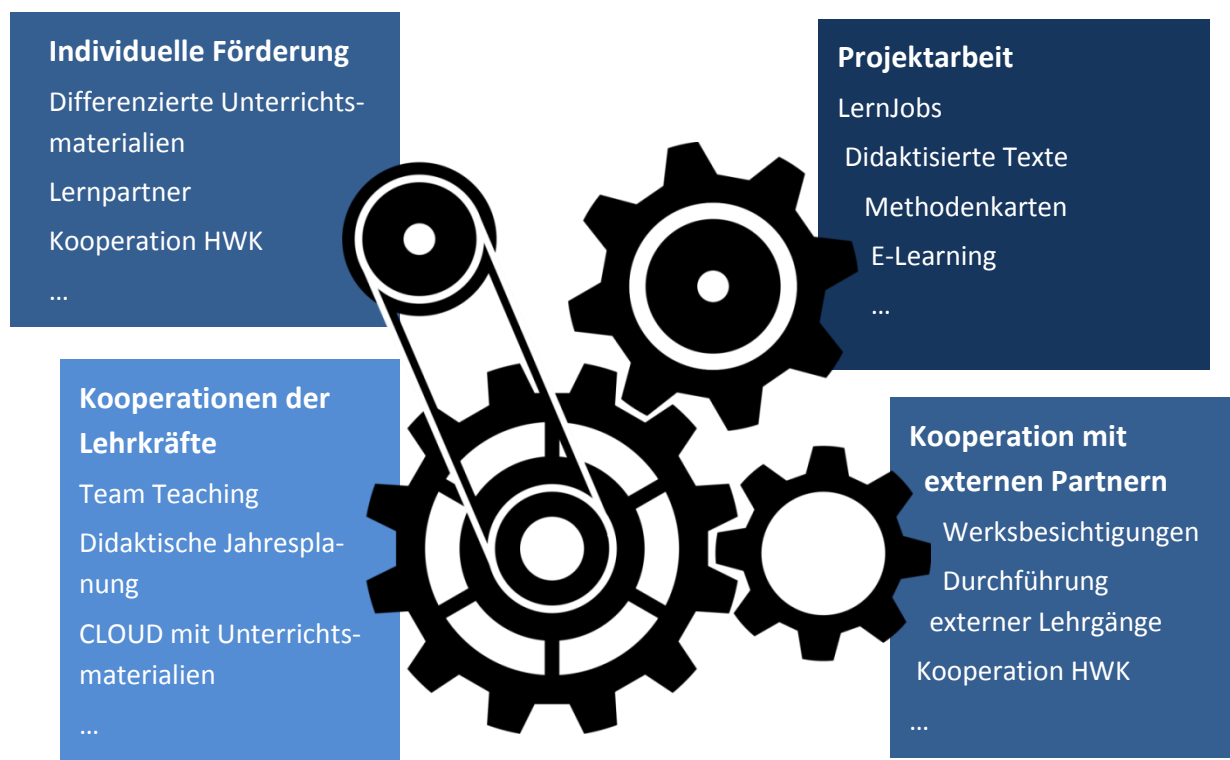 Individuelle Förderung
Differenzierte Unterrichts-
materialien
Lernpartner
Kooperation HWK
...
Projektarbeit
LernJobs
Didaktisierte Texte
Methodenkarten
E-Learning
...
Kooperationen der
Lehrkräfte
Team Teaching
Didaktische Jahrespla-
nung
CLOUD mit Unterrichts-
materialien
...
Kooperation mit
externen Partnern
Werksbesichtigungen
Durchführung
externer Lehrgänge
Kooperation HWK
...